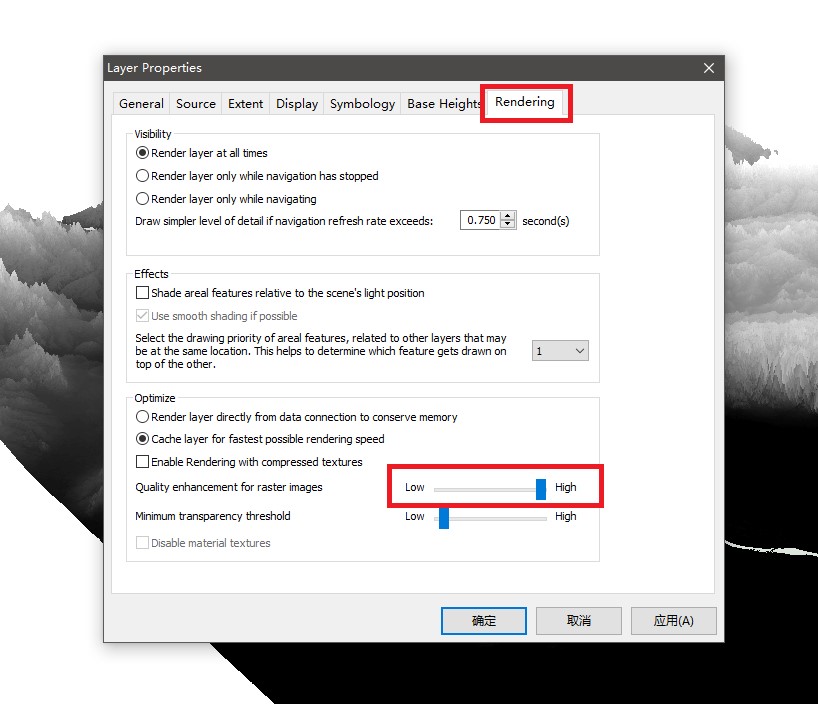 Layer Properties
General Source Extent Display Symbology Base Heights Rendering
Visibility
Render layer at all times
Render layer only while navigation has stopped
Render layer only while navigating
Draw simpler level of detail if navigation refresh rate exceeds: 0.750 second(s)
Effects
Shade areal features relative to the scene's light position
Use smooth shading if possible
Select the drawing priority of areal features, related to other layers that may
be at the same location. This helps to determine which feature gets drawn on
top of the other.
1
Optimize
Render layer directly from data connection to conserve memory
Cache layer for fastest possible rendering speed
Enable Rendering with compressed textures
Quality enhancement for raster images Low High
Minimum transparency threshold Low High
Disable material textures
确定 取消 应用(A)